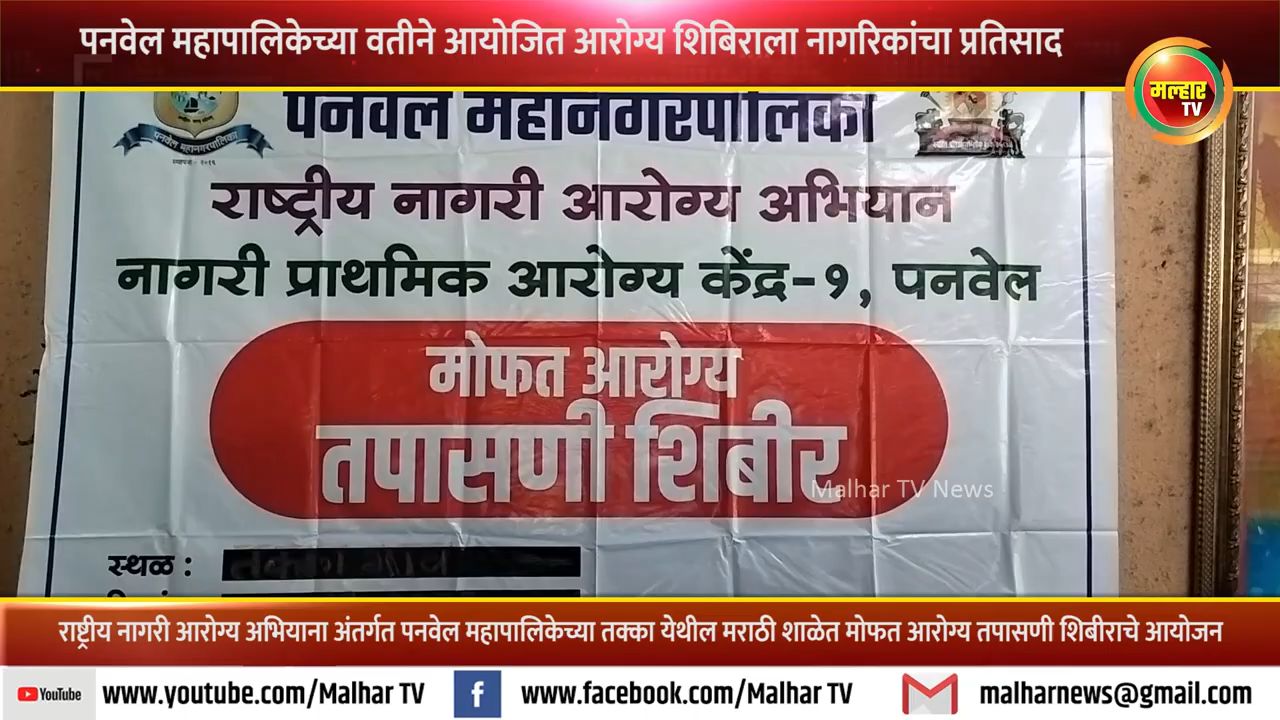 पनवेल महापालिकेच्या वतीने आयोजित आरोग्य शिबिराला नागरिकांचा प्रतिसाद
मल्हार
TV
पनवेल महानगरपालिका
पनवेल महानगरपालिका
राष्ट्रीय नागरी आरोग्य अभियान
नागरी प्राथमिक आरोग्य केंद्र-१, पनवेल
मोफत आरोग्य
तपासणी शिबीर
Malhar TV News
स्थळ :
राष्ट्रीय नागरी आरोग्य अभियाना अंतर्गत पनवेल महापालिकेच्या तक्का येथील मराठी शाळेत मोफत आरोग्य तपासणी शिबीराचे आयोजन
YouTube www.youtube.com/Malhar TV www.facebook.com/Malhar TV malharnews@gmail.com